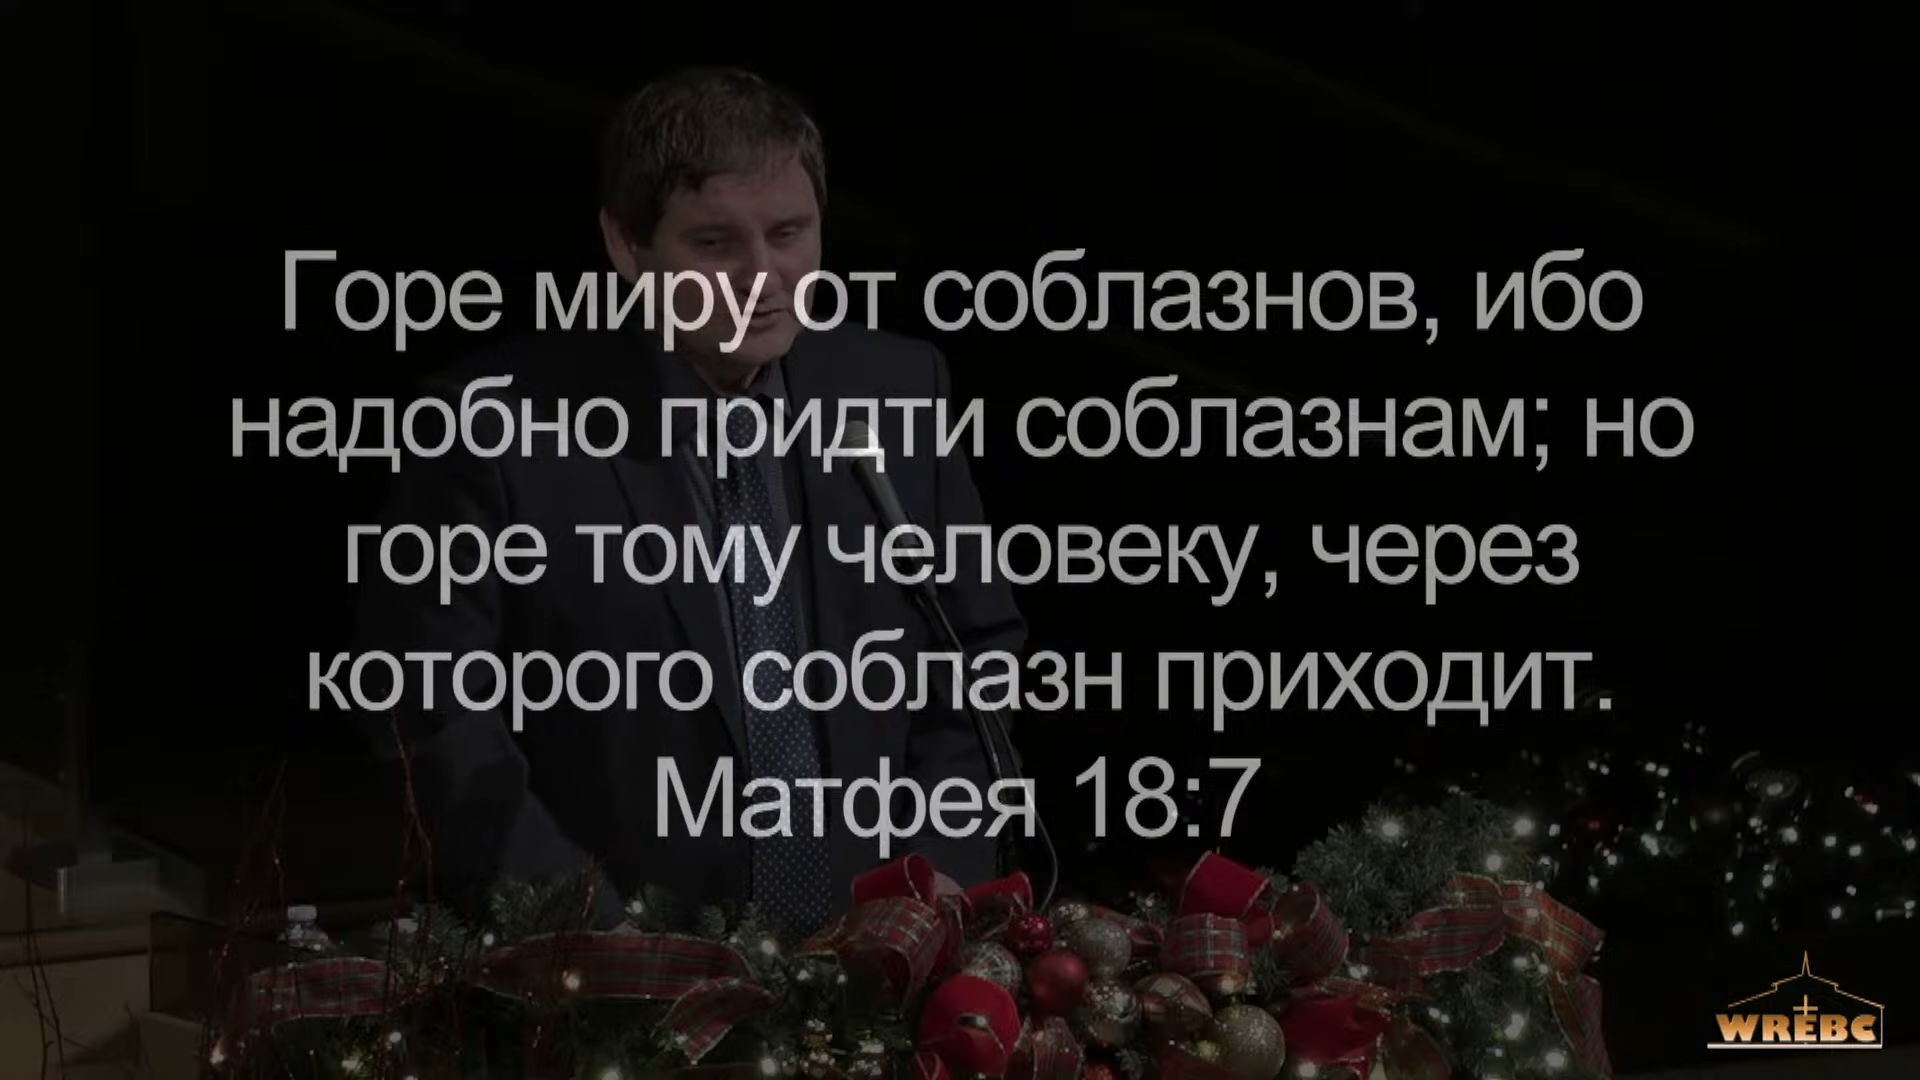 Горе миру от соблазнов, ибо
надобно придти соблазнам; но
горе тому человеку, через
которого соблазн приходит.
Матфея 18:7
WREBC